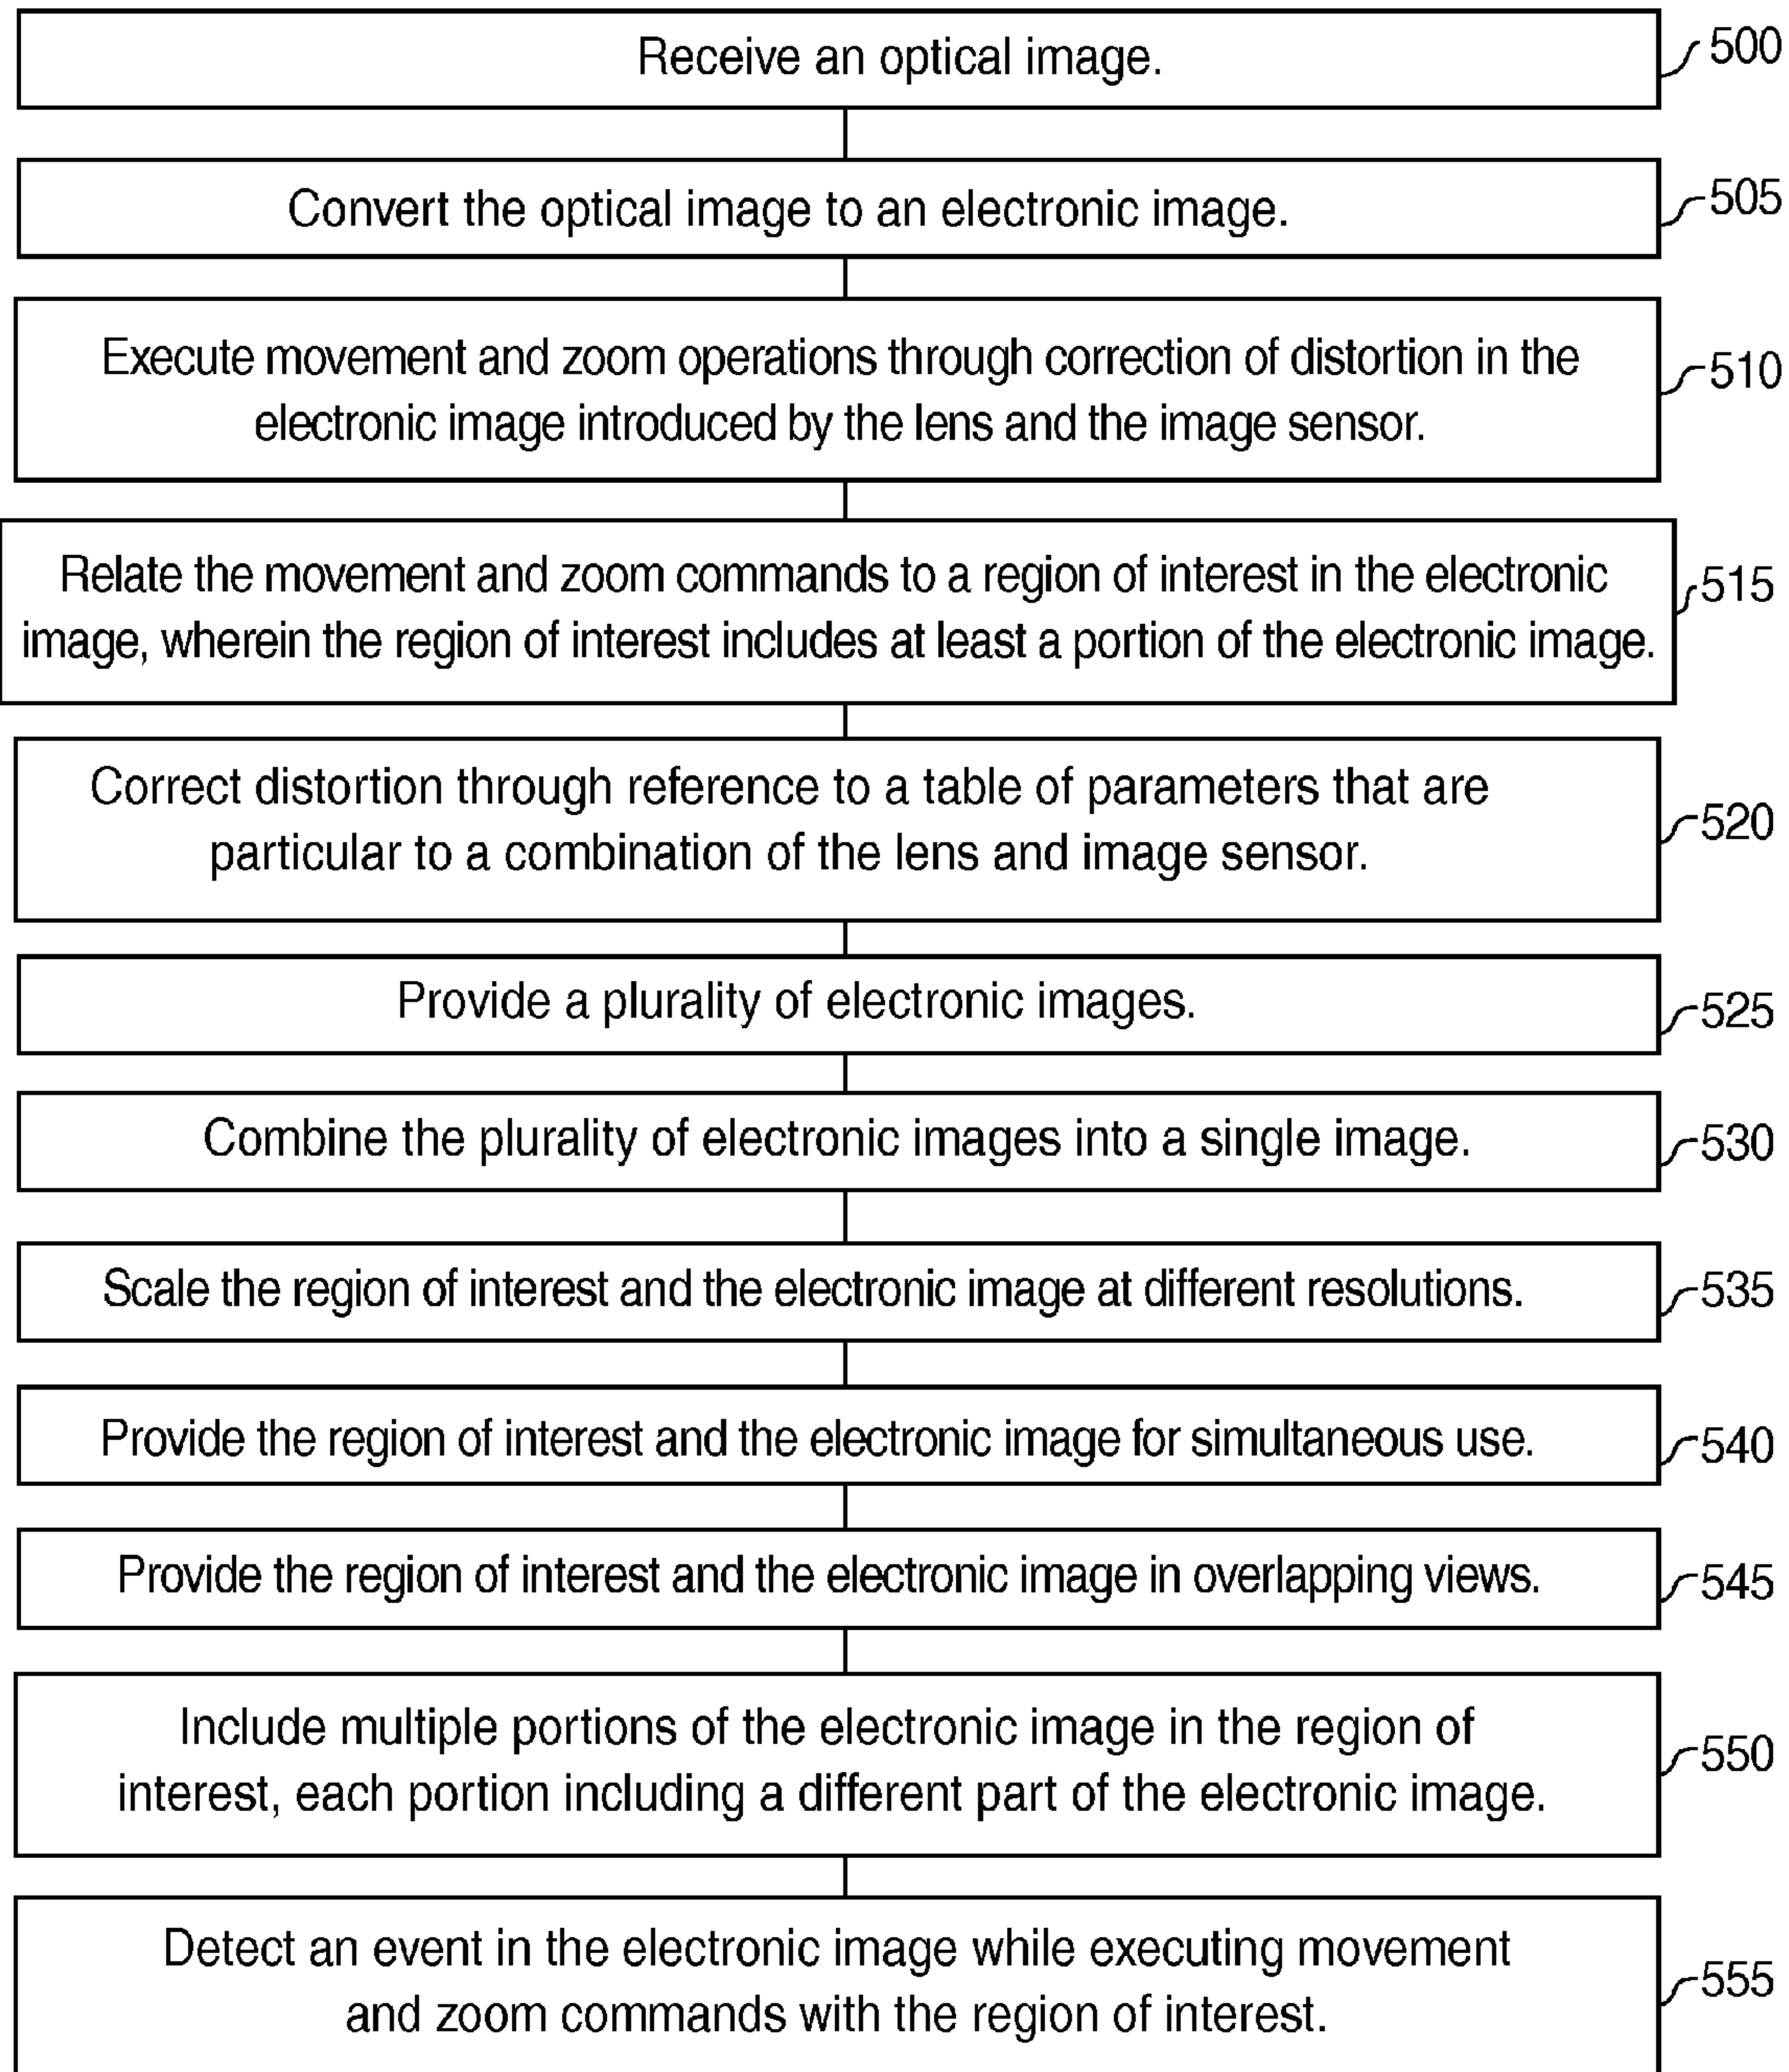 Receive an optical image.
500
Convert the optical image to an electronic image.
505
Execute movement and zoom operations through correction of distortion in the
electronic image introduced by the lens and the image sensor.
510
Relate the movement and zoom commands to a region of interest in the electronic
image, wherein the region of interest includes at least a portion of the electronic image.
515
Correct distortion through reference to a table of parameters that are
particular to a combination of the lens and image sensor.
520
Provide a plurality of electronic images.
525
Combine the plurality of electronic images into a single image.
530
Scale the region of interest and the electronic image at different resolutions.
535
Provide the region of interest and the electronic image for simultaneous use.
540
Provide the region of interest and the electronic image in overlapping views.
545
Include multiple portions of the electronic image in the region of
interest, each portion including a different part of the electronic image.
550
Detect an event in the electronic image while executing movement
and zoom commands with the region of interest.
555